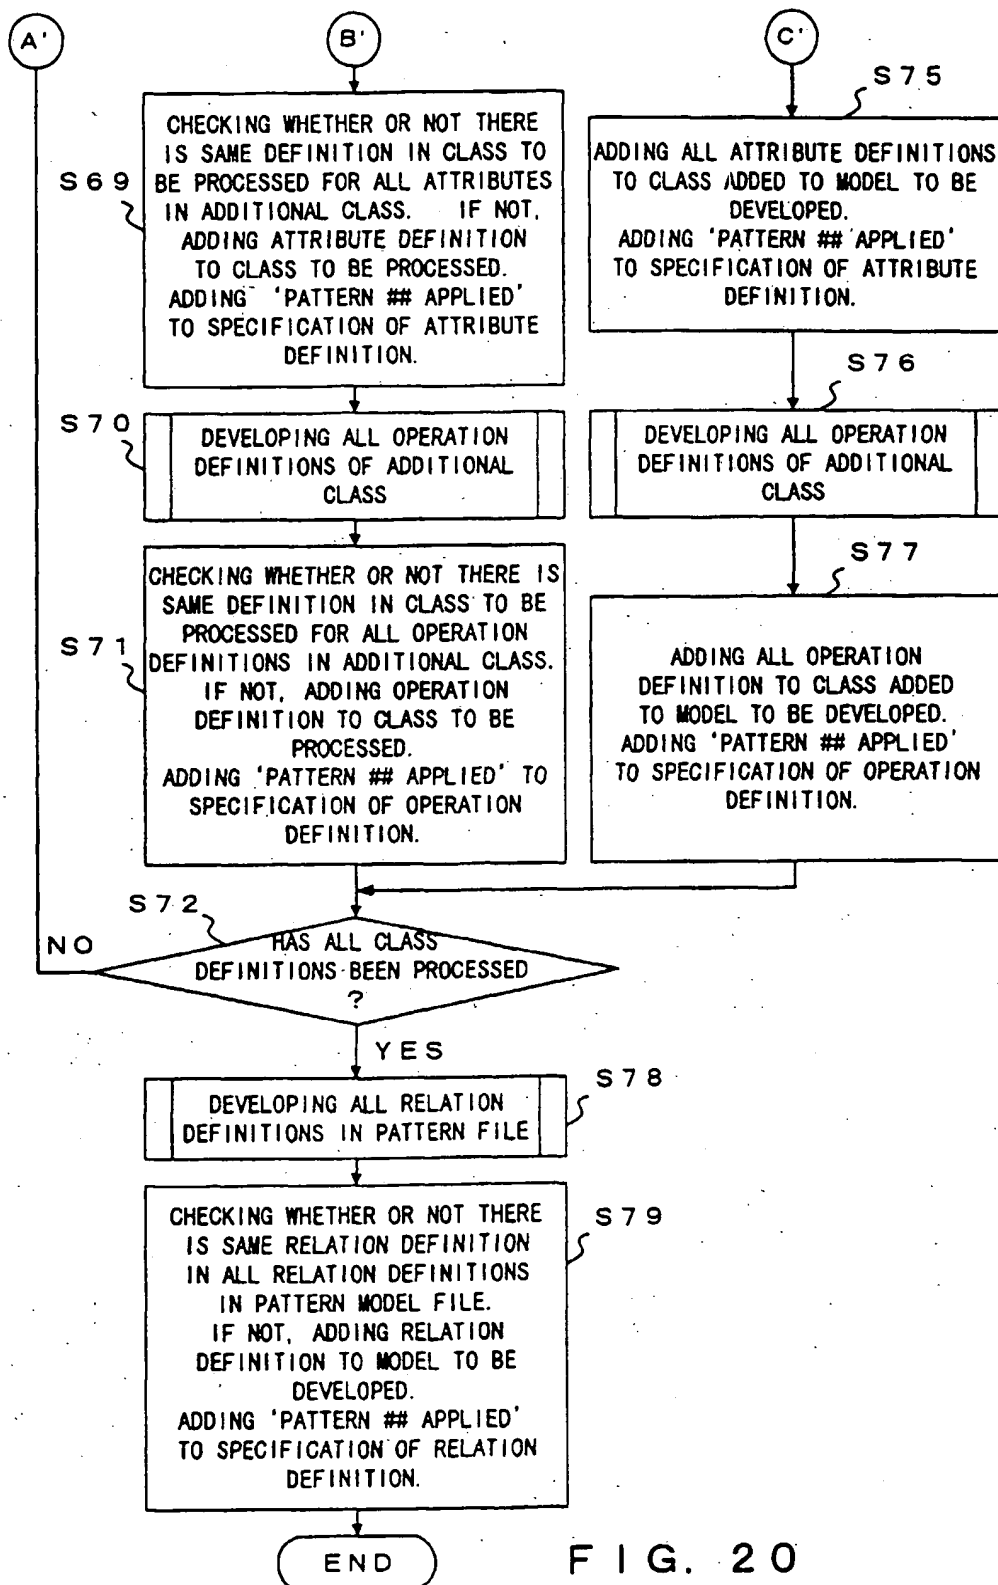 A'
B'
C'
S75
CHECKING WHETHER OR NOT THERE
IS SAME DEFINITION IN CLASS TO
BE PROCESSED FOR ALL ATTRIBUTES
IN ADDITIONAL CLASS. IF NOT,
ADDING ATTRIBUTE DEFINITION
TO CLASS TO BE PROCESSED.
ADDING 'PATTERN ## APPLIED'
TO SPECIFICATION OF ATTRIBUTE
DEFINITION.
S69
ADDING ALL ATTRIBUTE DEFINITIONS
TO CLASS ADDED TO MODEL TO BE
DEVELOPED.
ADDING 'PATTERN ## APPLIED'
TO SPECIFICATION OF ATTRIBUTE
DEFINITION.
S76
S70
DEVELOPING ALL OPERATION
DEFINITIONS OF ADDITIONAL
CLASS
DEVELOPING ALL OPERATION
DEFINITIONS OF ADDITIONAL
CLASS
S77
S71
CHECKING WHETHER OR NOT THERE IS
SAME DEFINITION IN CLASS TO BE
PROCESSED FOR ALL OPERATION
DEFINITIONS IN ADDITIONAL CLASS.
IF NOT, ADDING OPERATION
DEFINITION TO CLASS TO BE
PROCESSED.
ADDING 'PATTERN ## APPLIED' TO
SPECIFICATION OF OPERATION
DEFINITION.
ADDING ALL OPERATION
DEFINITION TO CLASS ADDED
TO MODEL TO BE DEVELOPED.
ADDING 'PATTERN ## APPLIED'
TO SPECIFICATION OF OPERATION
DEFINITION.
S72
NO
HAS ALL CLASS
DEFINITIONS BEEN PROCESSED
?
YES
S78
DEVELOPING ALL RELATION
DEFINITIONS IN PATTERN FILE
S79
CHECKING WHETHER OR NOT THERE
IS SAME RELATION DEFINITION
IN ALL RELATION DEFINITIONS
IN PATTERN MODEL FILE.
IF NOT, ADDING RELATION
DEFINITION TO MODEL TO BE
DEVELOPED.
ADDING 'PATTERN ## APPLIED'
TO SPECIFICATION OF RELATION
DEFINITION.
END
FIG. 20